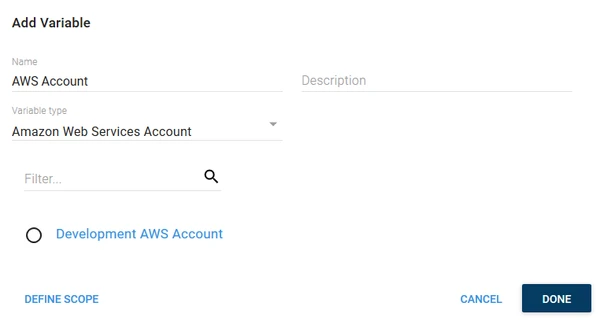 Add Variable
Name
AWS Account
Description
Variable type
Amazon Web Services Account
Filter...
Development AWS Account
DEFINE SCOPE
CANCEL
DONE